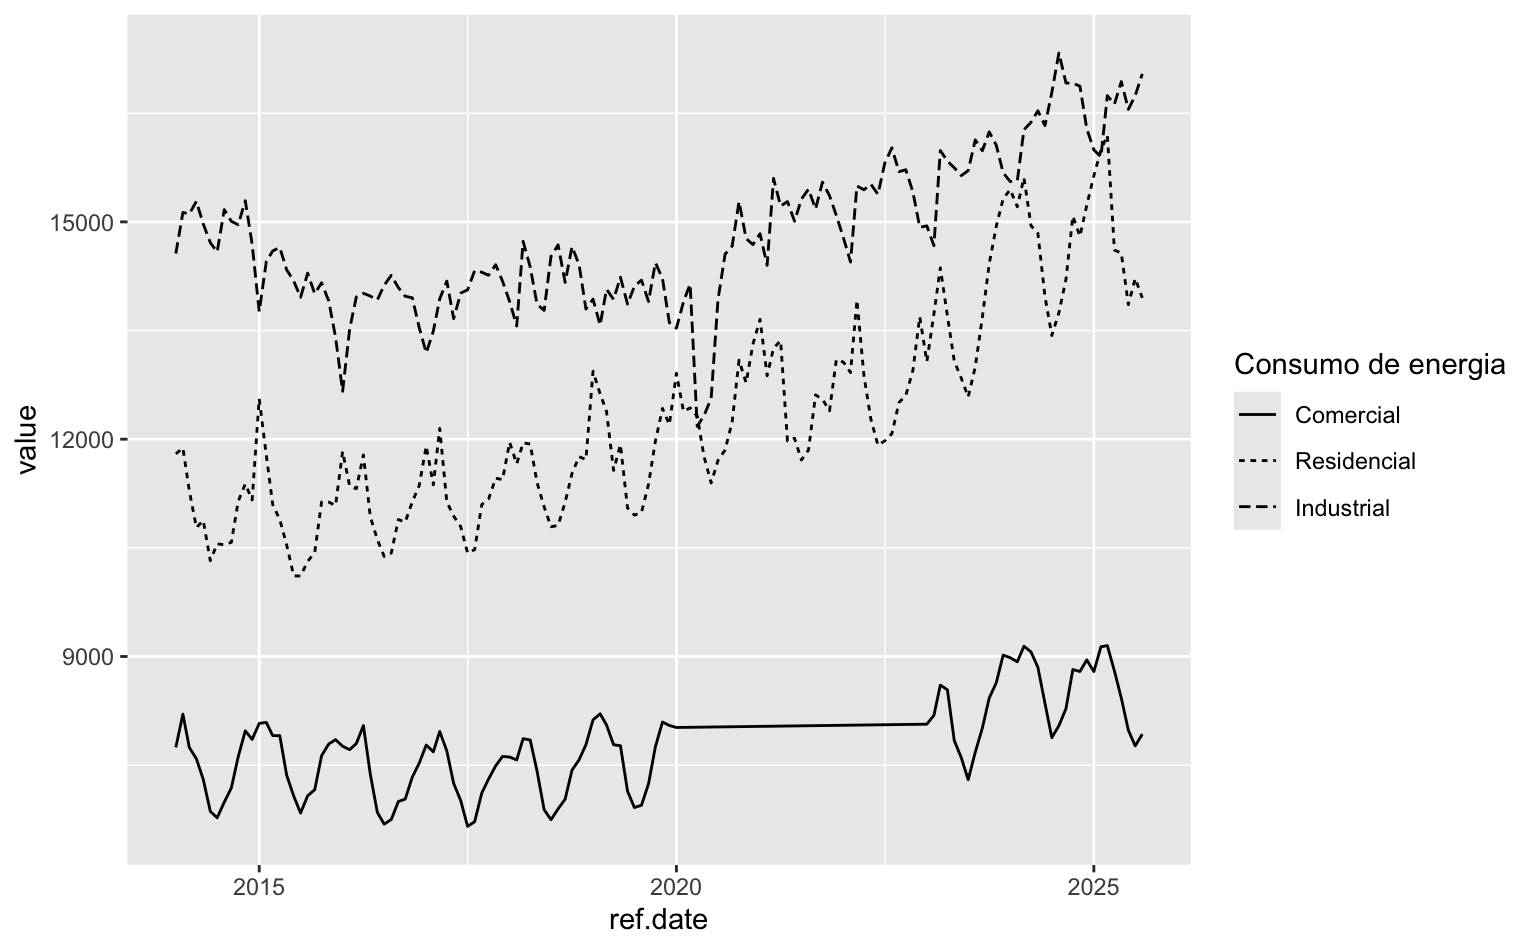 15000
12000
9000
value
2015
2020
2025
ref.date
Consumo de energia
Comercial
Residencial
Industrial